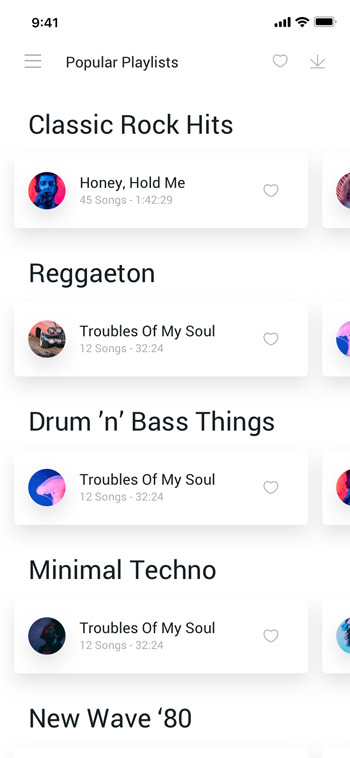 9:41
Popular Playlists
Classic Rock Hits
Honey, Hold Me
45 Songs - 1:42:29
Reggaeton
Troubles Of My Soul
12 Songs - 32:24
Drum ’n’ Bass Things
Troubles Of My Soul
12 Songs - 32:24
Minimal Techno
Troubles Of My Soul
12 Songs - 32:24
New Wave ‘80